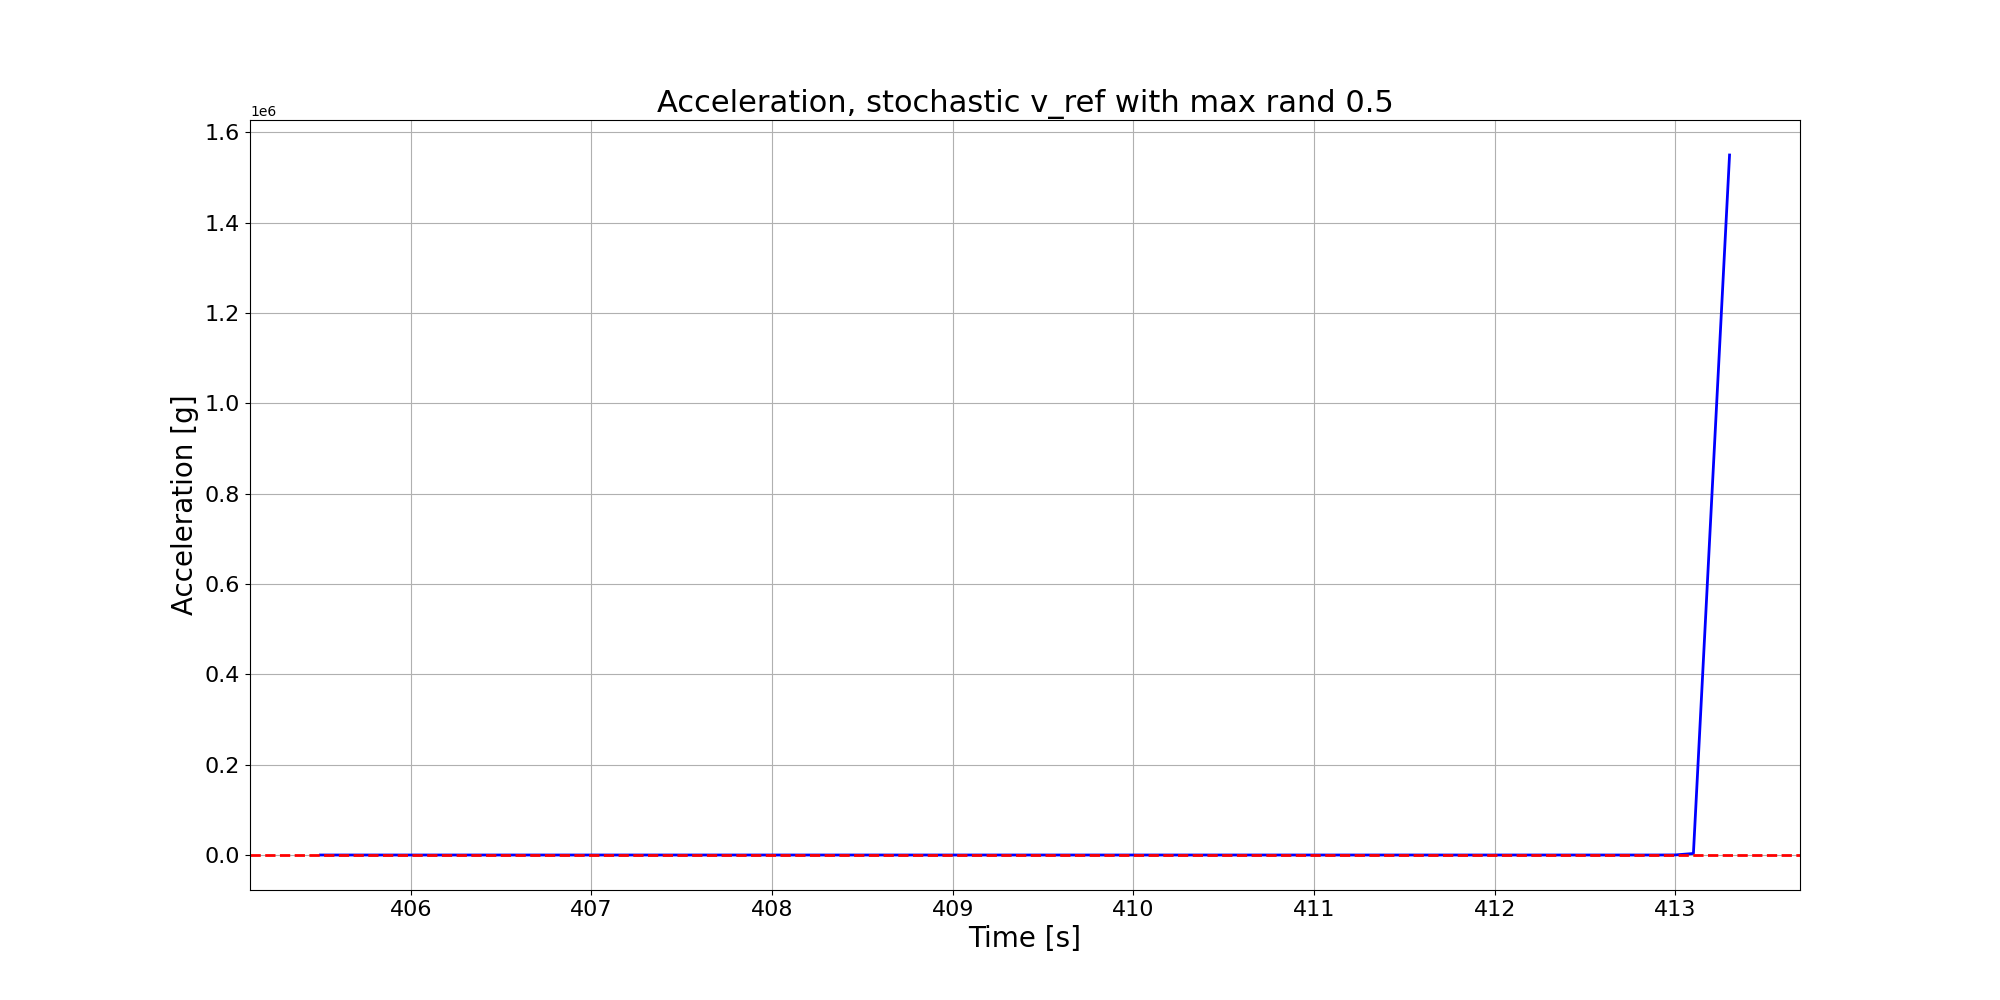 Acceleration, stochastic v_ref with max rand 0.5
1e6
1.6
1.4
1.2
1.0
0.8
0.6
0.4
0.2
0.0
Acceleration [g]
406 407 408 409 410 411 412 413
Time [s]